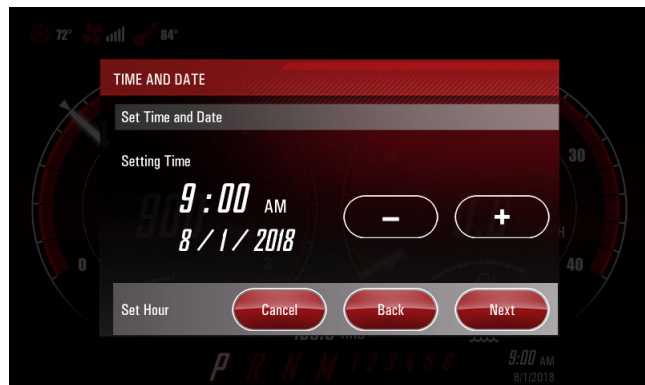 72° 84°
TIME AND DATE
Set Time and Date
Setting Time
9:00 AM
8/1/2018
- +
30
0
40
Set Hour Cancel Back Next
P R N M 1 2 3 4 5 6
9:00 AM
8/1/2018